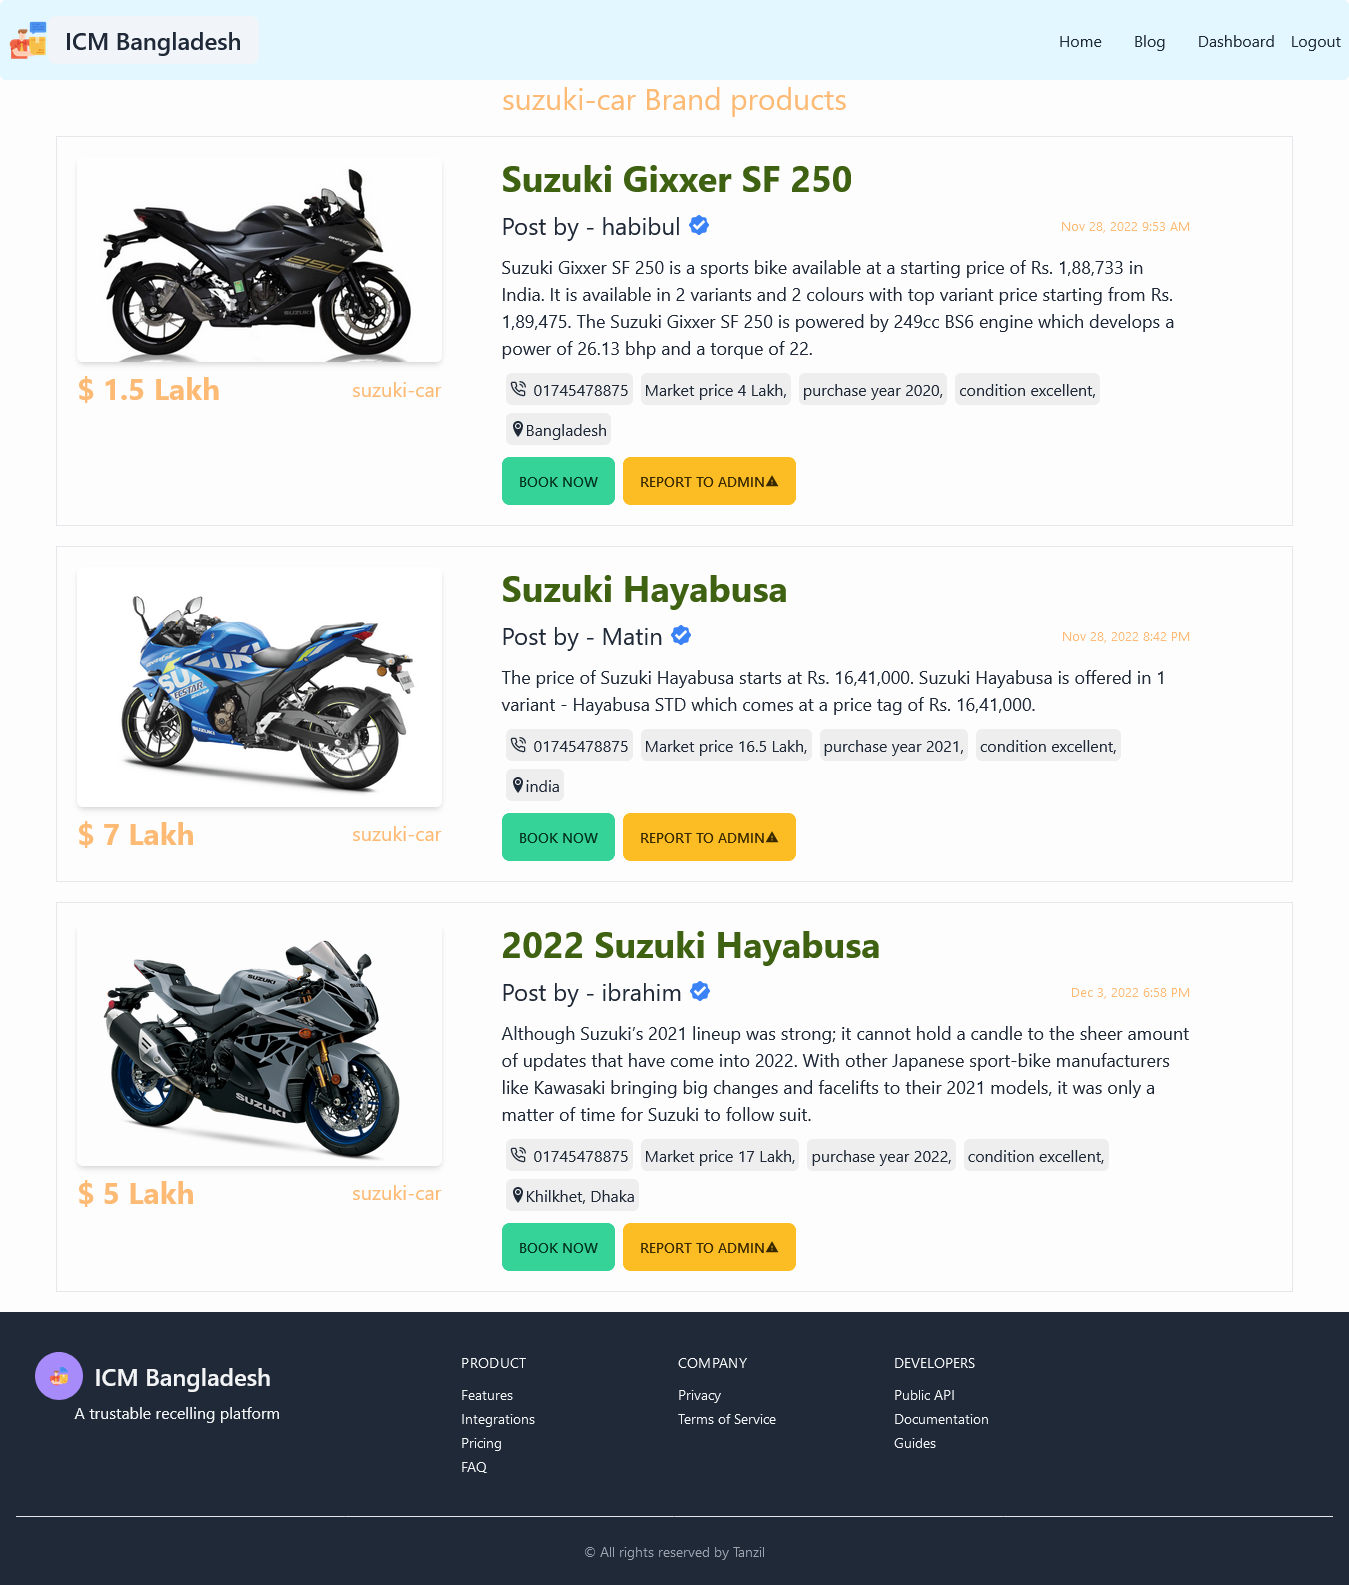 ICM Bangladesh
Home Blog Dashboard Logout
suzuki-car Brand products
Suzuki Gixxer SF 250
Post by - habibul
Nov 28, 2022 9:53 AM
Suzuki Gixxer SF 250 is a sports bike available at a starting price of Rs. 1,88,733 in
India. It is available in 2 variants and 2 colours with top variant price starting from Rs.
1,89,475. The Suzuki Gixxer SF 250 is powered by 249cc BS6 engine which develops a
power of 26.13 bhp and a torque of 22.
250
SUZUKI
$ 1.5 Lakh
suzuki-car
01745478875 Market price 4 Lakh, purchase year 2020, condition excellent,
Bangladesh
BOOK NOW REPORT TO ADMIN
Suzuki Hayabusa
Post by - Matin
Nov 28, 2022 8:42 PM
The price of Suzuki Hayabusa starts at Rs. 16,41,000. Suzuki Hayabusa is offered in 1
variant - Hayabusa STD which comes at a price tag of Rs. 16,41,000.
SUZUKI
ECSTAR
$ 7 Lakh
suzuki-car
01745478875 Market price 16.5 Lakh, purchase year 2021, condition excellent,
india
BOOK NOW REPORT TO ADMIN
2022 Suzuki Hayabusa
Post by - ibrahim
Dec 3, 2022 6:58 PM
Although Suzuki’s 2021 lineup was strong; it cannot hold a candle to the sheer amount
of updates that have come into 2022. With other Japanese sport-bike manufacturers
like Kawasaki bringing big changes and facelifts to their 2021 models, it was only a
matter of time for Suzuki to follow suit.
SUZUKI
SUZUKI
$ 5 Lakh
suzuki-car
01745478875 Market price 17 Lakh, purchase year 2022, condition excellent,
Khilkhet, Dhaka
BOOK NOW REPORT TO ADMIN
ICM Bangladesh
A trustable recelling platform
PRODUCT
Features
Integrations
Pricing
FAQ
COMPANY
Privacy
Terms of Service
DEVELOPERS
Public API
Documentation
Guides
© All rights reserved by Tanzil